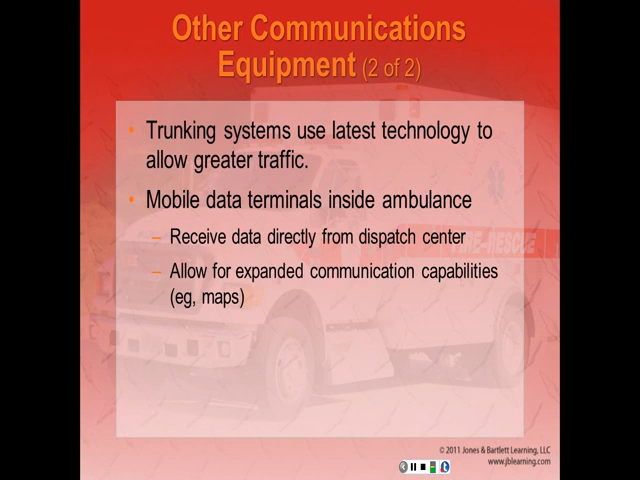 Other Communications
Equipment (2 of 2)
• Trunking systems use latest technology to
allow greater traffic.
• Mobile data terminals inside ambulance
– Receive data directly from dispatch center
– Allow for expanded communication capabilities
(eg, maps)
FIRE-RESCUE
© 2011 Jones & Bartlett Learning, LLC
www.jblearning.com